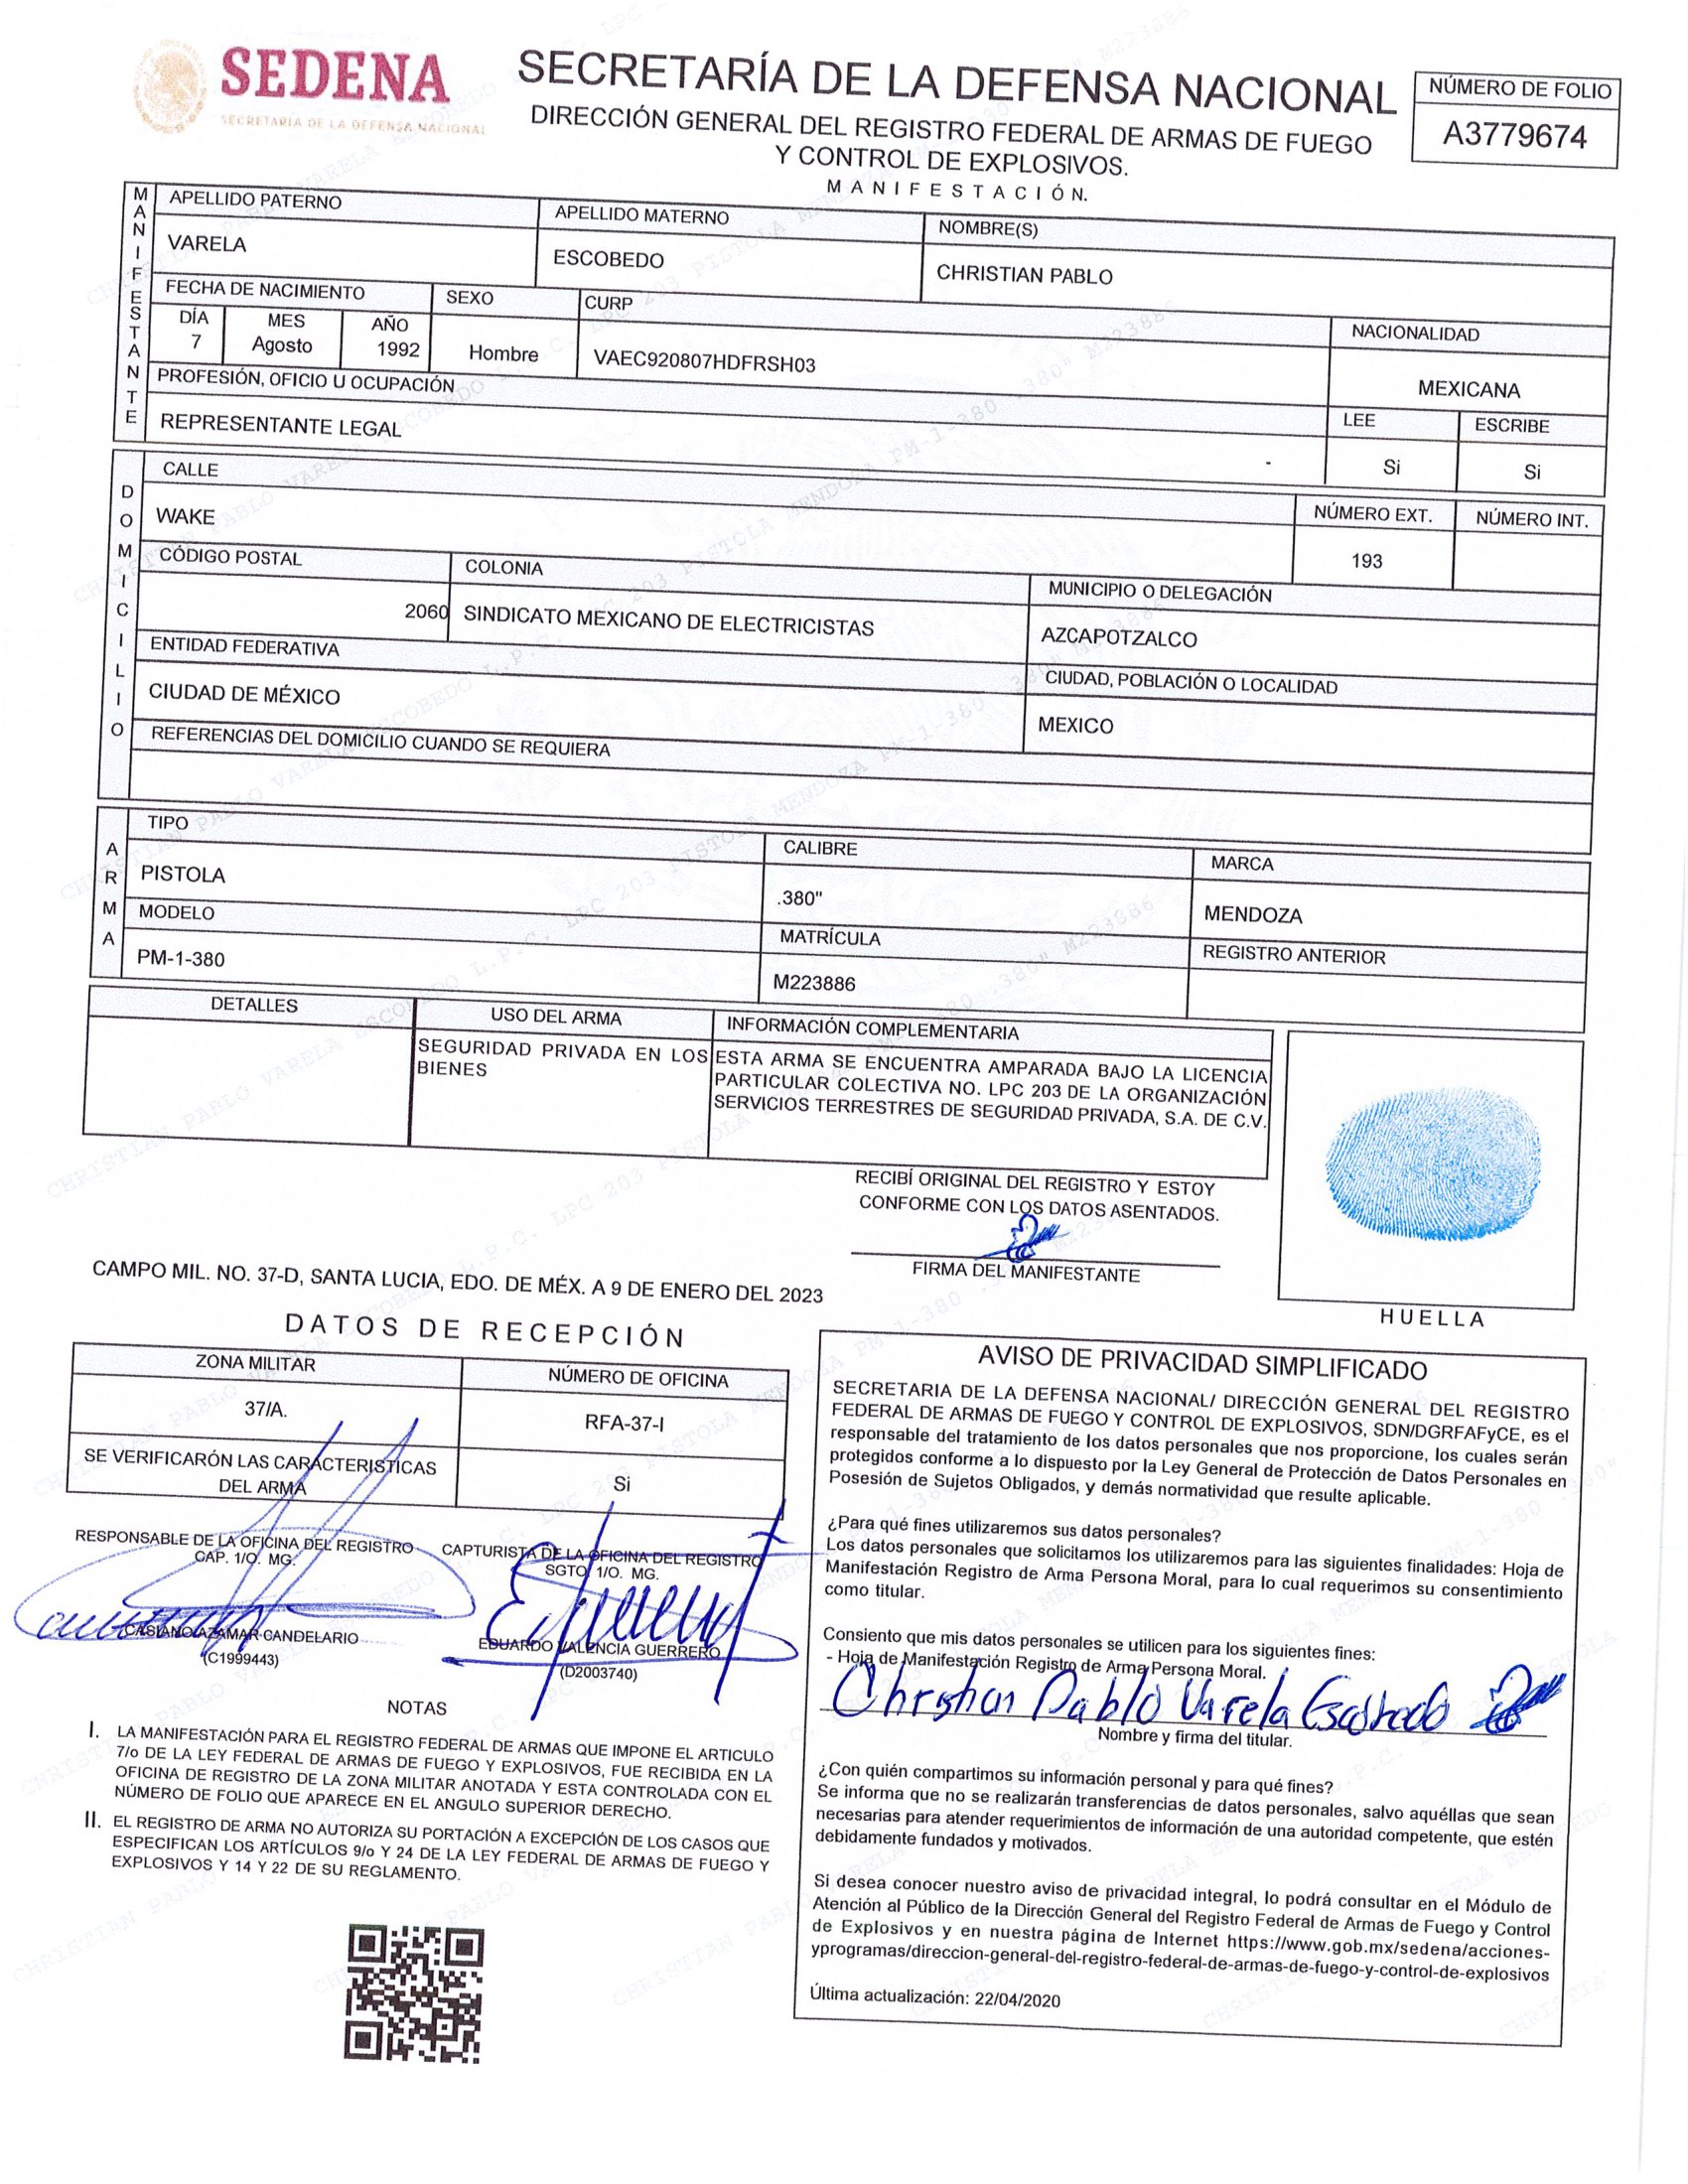 SEDENA
SECRETARÍA DE LA DEFENSA NACIONAL
SECRETARÍA DE LA DEFENSA NACIONAL
DIRECCIÓN GENERAL DEL REGISTRO FEDERAL DE ARMAS DE FUEGO
Y CONTROL DE EXPLOSIVOS.
MANIFESTACIÓN.
NÚMERO DE FOLIO
A3779674
MANIFESTANTE
APELLIDO PATERNO
APELLIDO MATERNO
NOMBRE(S)
VARELA
ESCOBEDO
CHRISTIAN PABLO
FECHA DE NACIMIENTO
SEXO
CURP
NACIONALIDAD
DÍA
MES
AÑO
7
Agosto
1992
Hombre
VAEC920807HDFRSH03
MEXICANA
PROFESIÓN, OFICIO U OCUPACIÓN
LEE
ESCRIBE
REPRESENTANTE LEGAL
-
Si
Si
DOMICILIO
CALLE
NÚMERO EXT.
NÚMERO INT.
WAKE
193
CÓDIGO POSTAL
COLONIA
MUNICIPIO O DELEGACIÓN
2060
SINDICATO MEXICANO DE ELECTRICISTAS
AZCAPOTZALCO
ENTIDAD FEDERATIVA
CIUDAD, POBLACIÓN O LOCALIDAD
CIUDAD DE MÉXICO
MEXICO
REFERENCIAS DEL DOMICILIO CUANDO SE REQUIERA
ARMA
TIPO
CALIBRE
MARCA
PISTOLA
.380"
MENDOZA
MODELO
MATRÍCULA
REGISTRO ANTERIOR
PM-1-380
M223886
DETALLES
USO DEL ARMA
INFORMACIÓN COMPLEMENTARIA
SEGURIDAD PRIVADA EN LOS
BIENES
ESTA ARMA SE ENCUENTRA AMPARADA BAJO LA LICENCIA
PARTICULAR COLECTIVA NO. LPC 203 DE LA ORGANIZACIÓN
SERVICIOS TERRESTRES DE SEGURIDAD PRIVADA, S.A. DE C.V.
RECIBÍ ORIGINAL DEL REGISTRO Y ESTOY
CONFORME CON LOS DATOS ASENTADOS.
FIRMA DEL MANIFESTANTE
HUELLA
CAMPO MIL. NO. 37-D, SANTA LUCIA, EDO. DE MÉX. A 9 DE ENERO DEL 2023
DATOS DE RECEPCIÓN
ZONA MILITAR
NÚMERO DE OFICINA
37/A.
RFA-37-I
SE VERIFICARÓN LAS CARACTERISTICAS
DEL ARMA
Si
RESPONSABLE DE LA OFICINA DEL REGISTRO
CAP. 1/O. MG.
CASIANO AZAMAR CANDELARIO
(C1999443)
CAPTURISTA DE LA OFICINA DEL REGISTRO
SGTO. 1/O. MG.
EDUARDO VALENCIA GUERRERO
(D2003740)
NOTAS
I. LA MANIFESTACIÓN PARA EL REGISTRO FEDERAL DE ARMAS QUE IMPONE EL ARTICULO
7/o DE LA LEY FEDERAL DE ARMAS DE FUEGO Y EXPLOSIVOS, FUE RECIBIDA EN LA
OFICINA DE REGISTRO DE LA ZONA MILITAR ANOTADA Y ESTA CONTROLADA CON EL
NÚMERO DE FOLIO QUE APARECE EN EL ANGULO SUPERIOR DERECHO.
II. EL REGISTRO DE ARMA NO AUTORIZA SU PORTACIÓN A EXCEPCIÓN DE LOS CASOS QUE
ESPECIFICAN LOS ARTÍCULOS 9/o Y 24 DE LA LEY FEDERAL DE ARMAS DE FUEGO Y
EXPLOSIVOS Y 14 Y 22 DE SU REGLAMENTO.
AVISO DE PRIVACIDAD SIMPLIFICADO
SECRETARIA DE LA DEFENSA NACIONAL/ DIRECCIÓN GENERAL DEL REGISTRO
FEDERAL DE ARMAS DE FUEGO Y CONTROL DE EXPLOSIVOS, SDN/DGRFAFyCE, es el
responsable del tratamiento de los datos personales que nos proporcione, los cuales serán
protegidos conforme a lo dispuesto por la Ley General de Protección de Datos Personales en
Posesión de Sujetos Obligados, y demás normatividad que resulte aplicable.
¿Para qué fines utilizaremos sus datos personales?
Los datos personales que solicitamos los utilizaremos para las siguientes finalidades: Hoja de
Manifestación Registro de Arma Persona Moral, para lo cual requerimos su consentimiento
como titular.
Consiento que mis datos personales se utilicen para los siguientes fines:
- Hoja de Manifestación Registro de Arma Persona Moral.
Christian Pablo Varela Escobedo
Nombre y firma del titular.
¿Con quién compartimos su información personal y para qué fines?
Se informa que no se realizarán transferencias de datos personales, salvo aquéllas que sean
necesarias para atender requerimientos de información de una autoridad competente, que estén
debidamente fundados y motivados.
Si desea conocer nuestro aviso de privacidad integral, lo podrá consultar en el Módulo de
Atención al Público de la Dirección General del Registro Federal de Armas de Fuego y Control
de Explosivos y en nuestra página de Internet https://www.gob.mx/sedena/acciones-
yprogramas/direccion-general-del-registro-federal-de-armas-de-fuego-y-control-de-explosivos
Última actualización: 22/04/2020